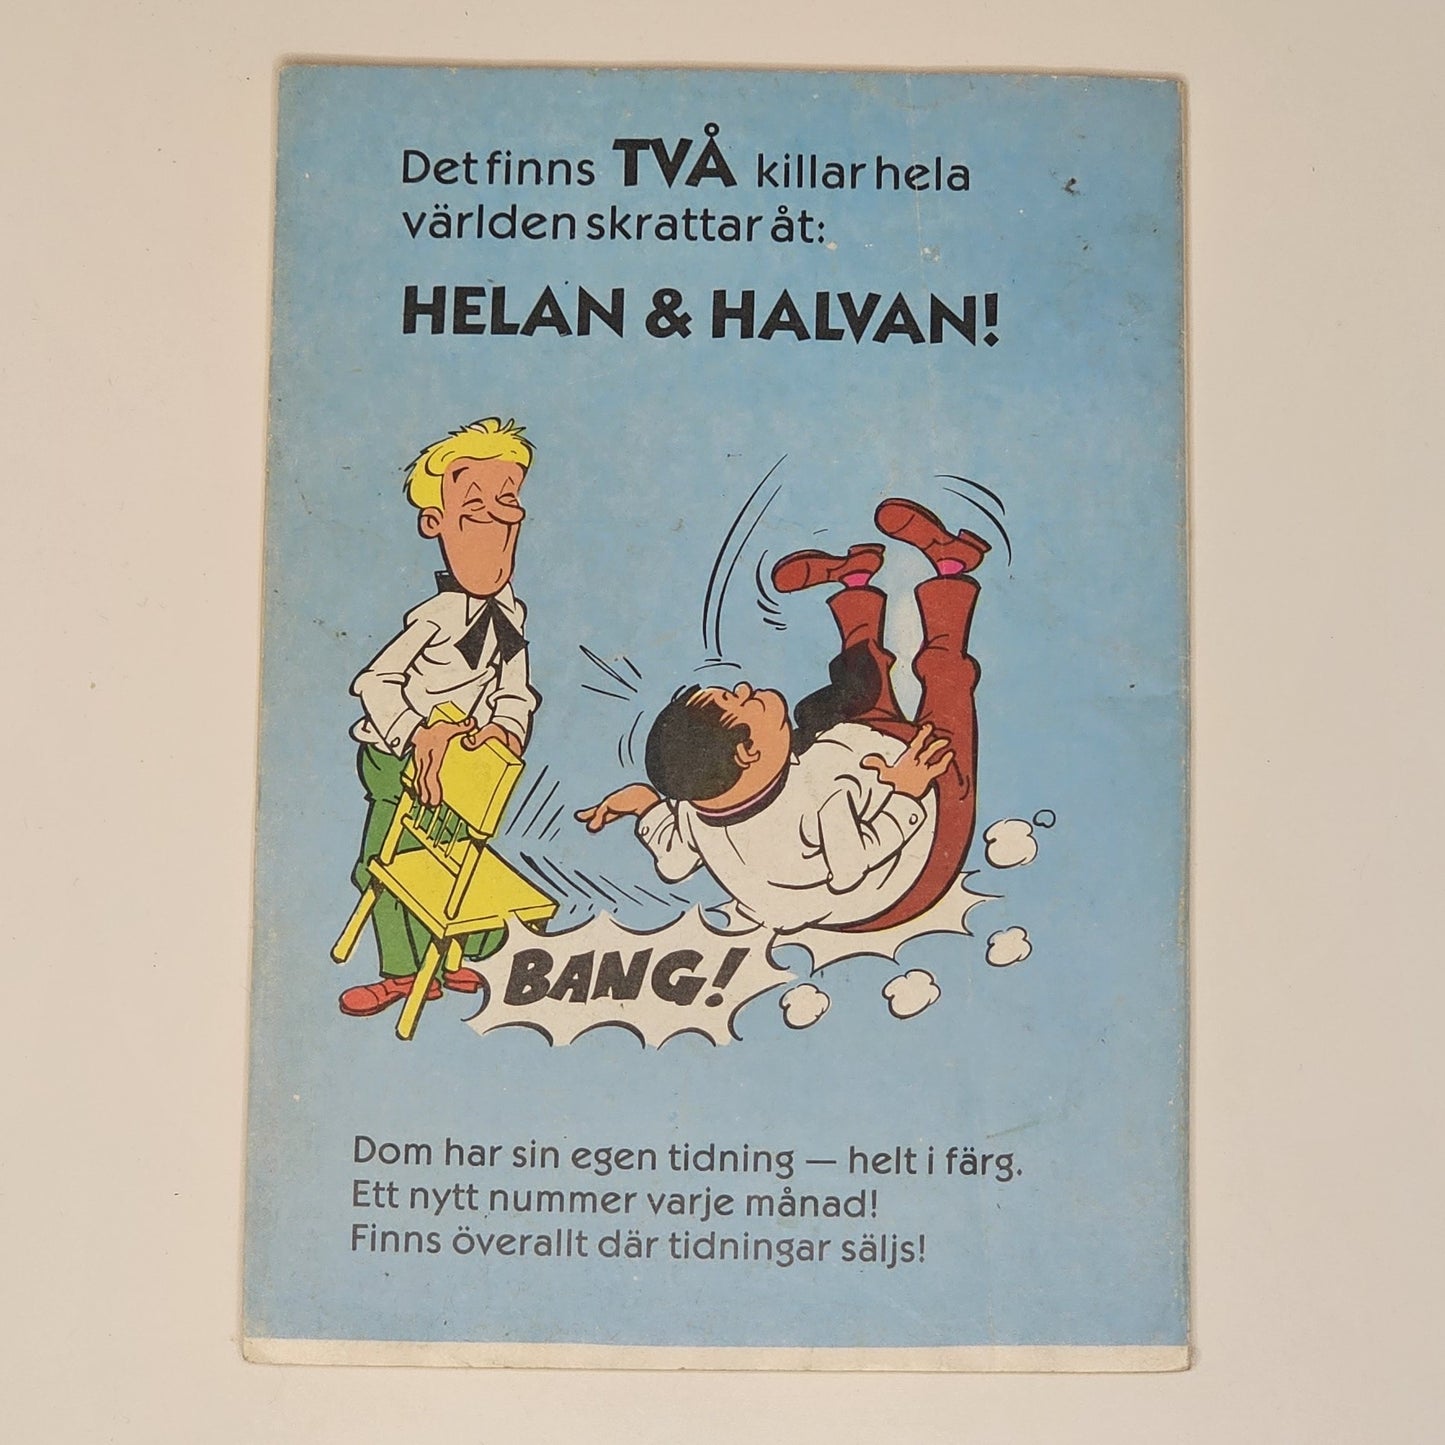 Det finns TVÅ killar hela
världen skrattar åt:
HELAN & HALVAN!
BANG!
Dom har sin egen tidning — helt i färg.
Ett nytt nummer varje månad!
Finns överallt där tidningar säljs!